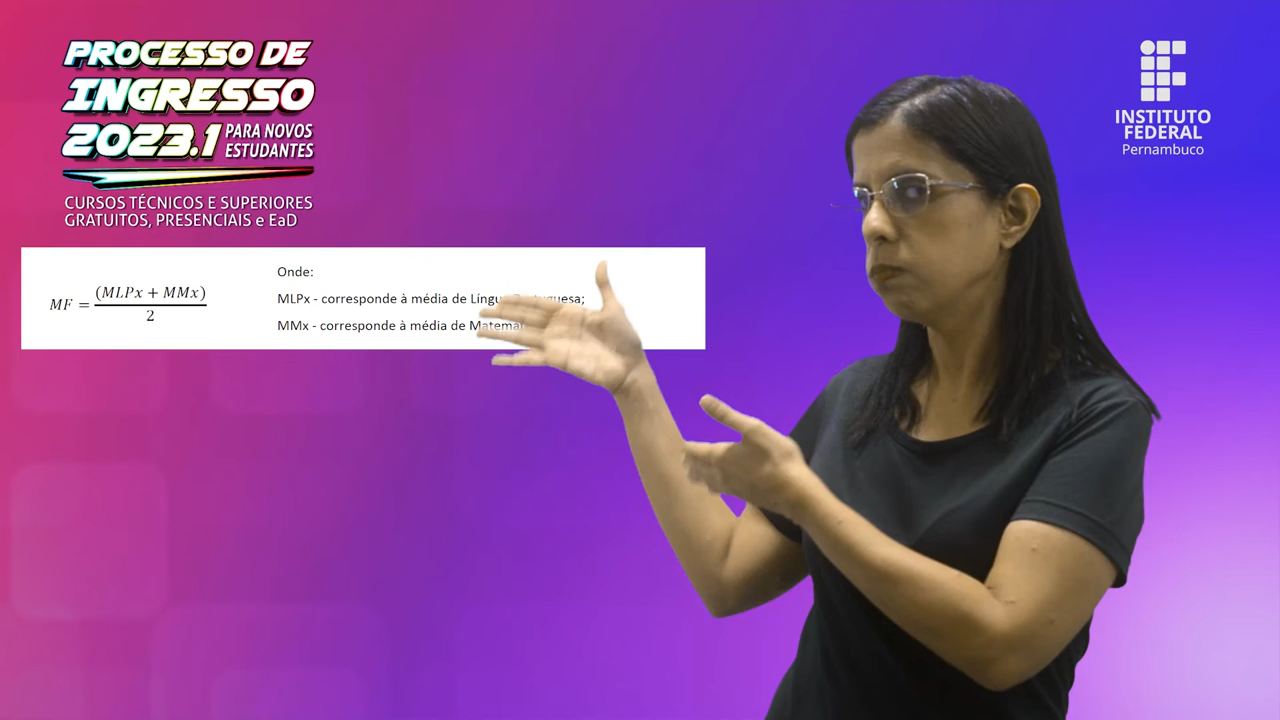 PROCESSO DE
INGRESSO
2023.1 PARA NOVOS
ESTUDANTES
CURSOS TÉCNICOS E SUPERIORES
GRATUITOS, PRESENCIAIS e EaD
INSTITUTO
FEDERAL
Pernambuco
MF = (MLPx + MMx) / 2
Onde:
MLPx - corresponde à média de
MMx - corresponde à média de